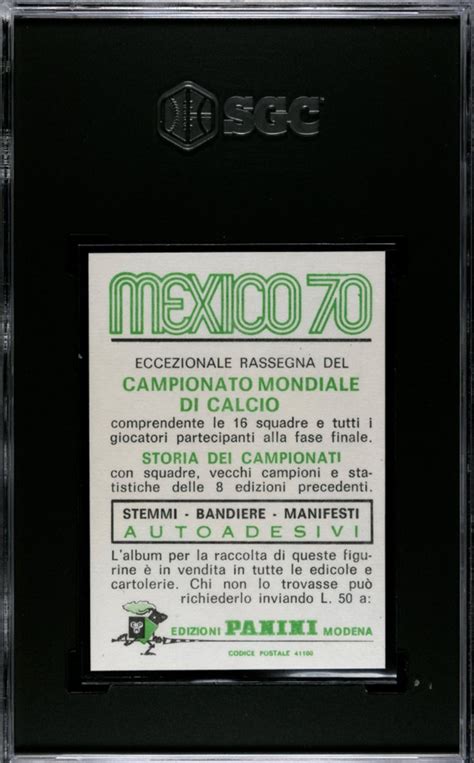 SGC
MEXICO 70
ECCEZIONALE RASSEGNA DEL
CAMPIONATO MONDIALE
DI CALCIO
comprendente le 16 squadre e tutti i
giocatori partecipanti alla fase finale.
STORIA DEI CAMPIONATI
con squadre, vecchi campioni e sta-
tistiche delle 8 edizioni precedenti.
STEMMI - BANDIERE - MANIFESTI
AUTOADESIVI
L'album per la raccolta di queste figu-
rine è in vendita in tutte le edicole e
cartolerie. Chi non lo trovasse può
richiederlo inviando L. 50 a:
EDIZIONI PANINI MODENA
CODICE POSTALE 41100